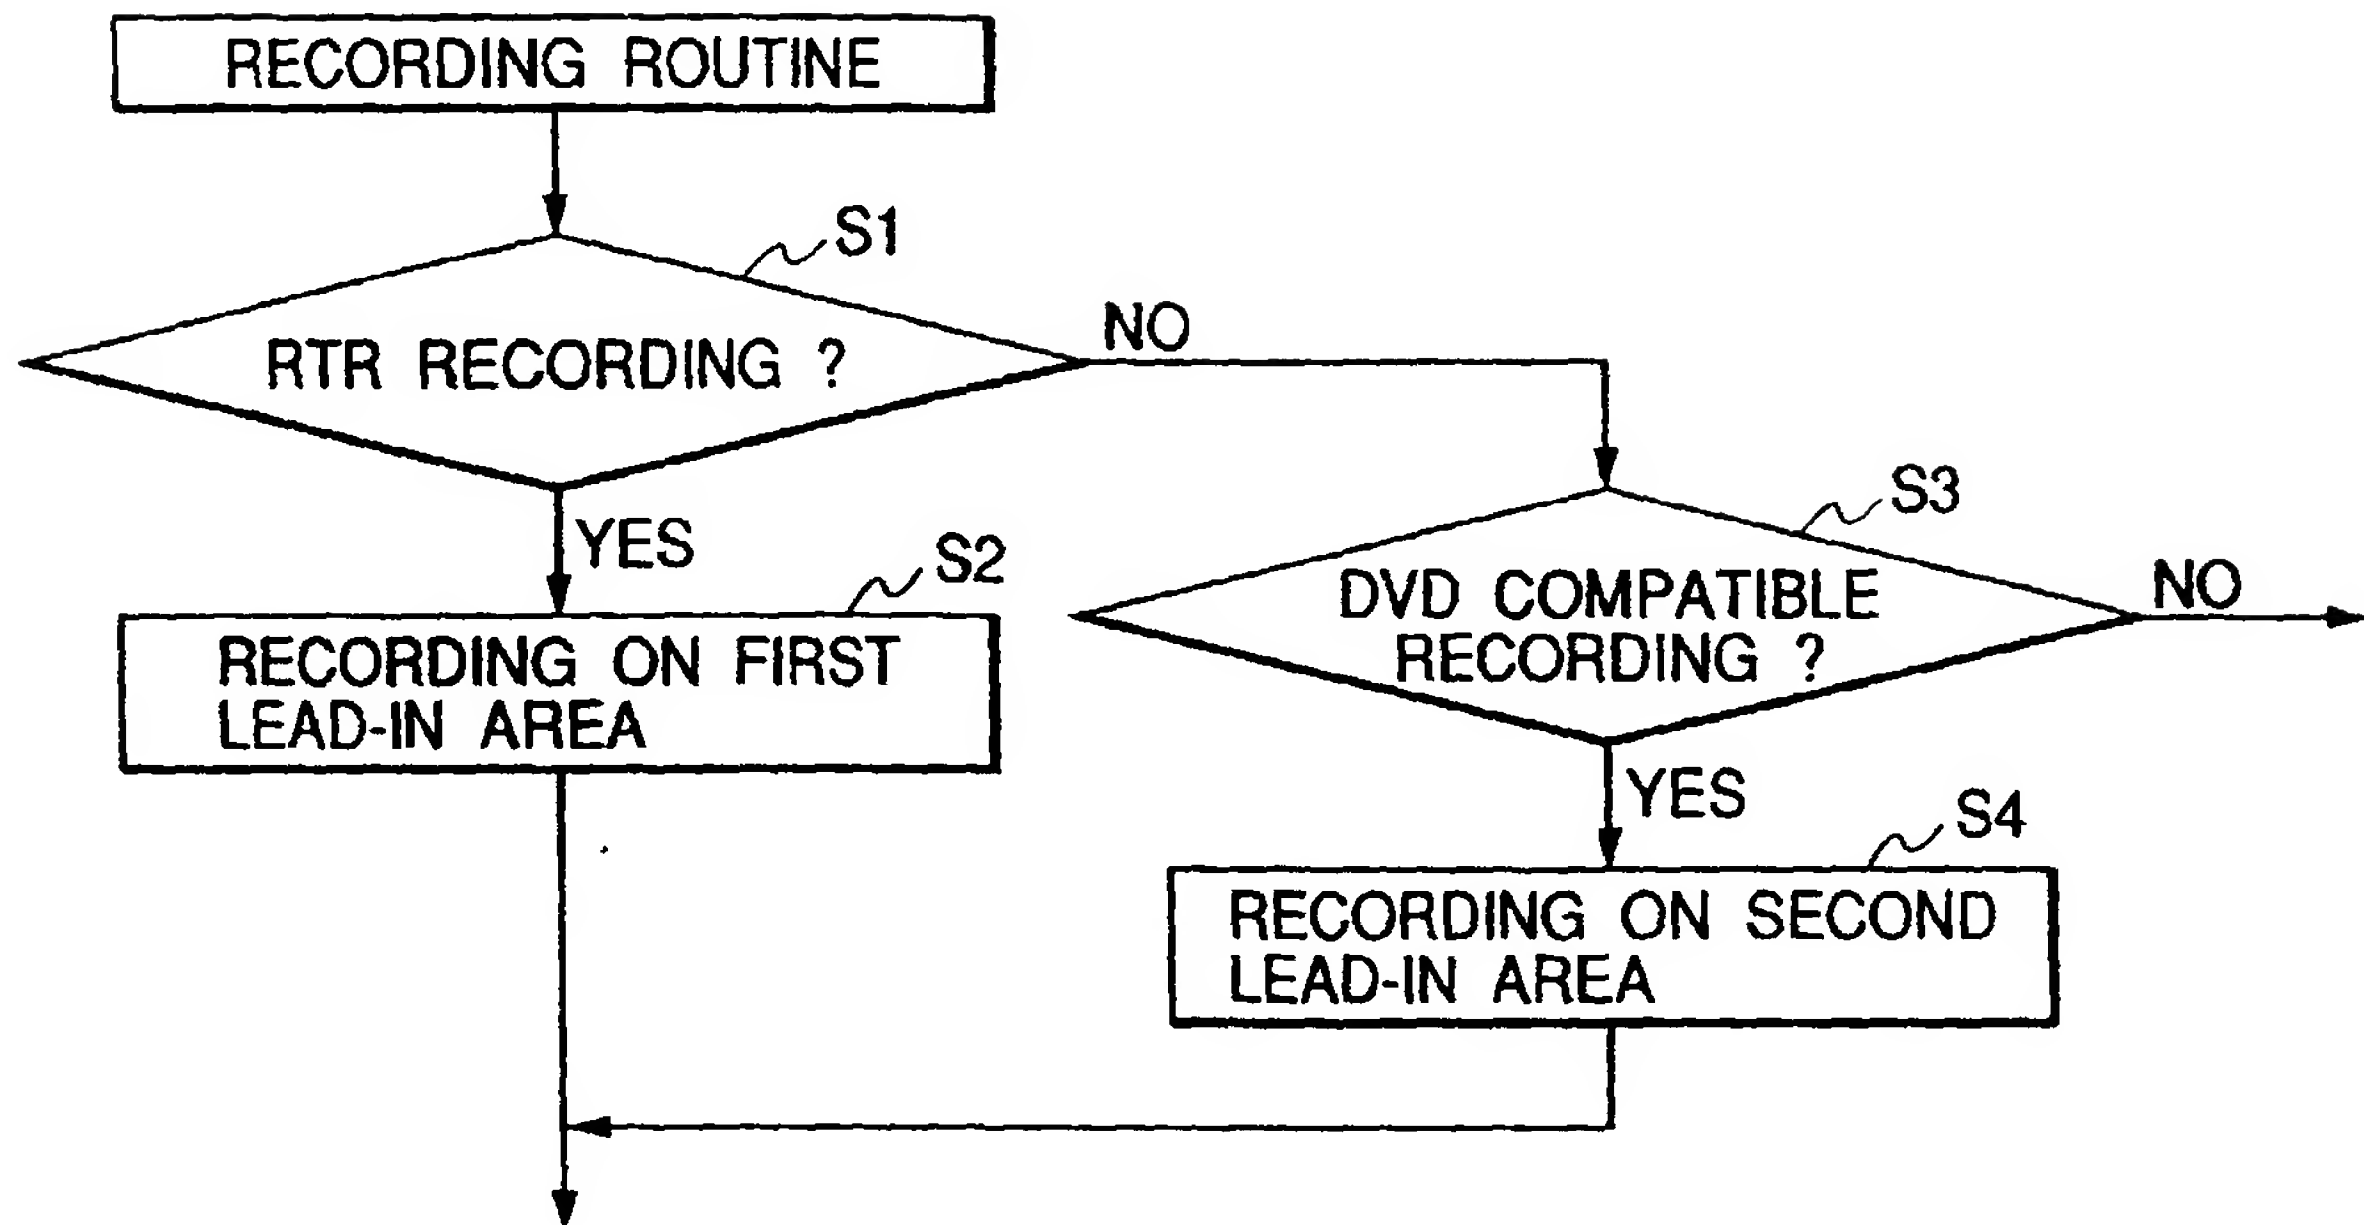 RECORDING ROUTINE
S1
RTR RECORDING ?
NO
YES
S2
RECORDING ON FIRST
LEAD-IN AREA
S3
DVD COMPATIBLE
RECORDING ?
NO
YES
S4
RECORDING ON SECOND
LEAD-IN AREA